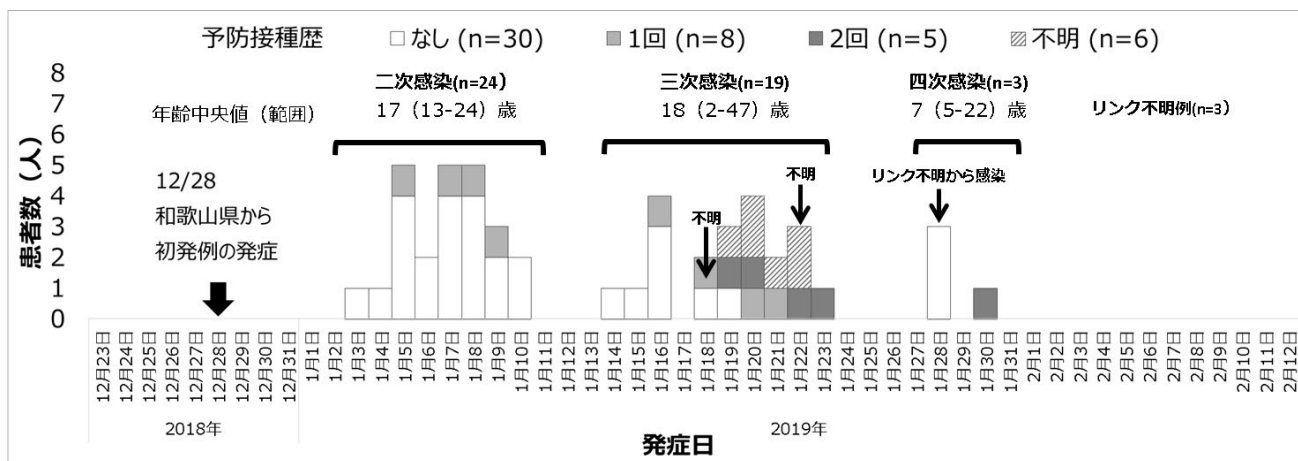 予防接種歴 なし (n=30) 1回 (n=8) 2回 (n=5) 不明 (n=6)
二次感染(n=24) 三次感染(n=19) 四次感染(n=3)
年齢中央値（範囲） 17（13-24）歳 18（2-47）歳 7（5-22）歳 リンク不明例(n=3)
12/28
和歌山県から
初発例の発症
不明
不明
リンク不明から感染
患者数（人）
8
7
6
5
4
3
2
1
0
12月23日 12月24日 12月25日 12月26日 12月27日 12月28日 12月29日 12月30日 12月31日 1月1日 1月2日 1月3日 1月4日 1月5日 1月6日 1月7日 1月8日 1月9日 1月10日 1月11日 1月12日 1月13日 1月14日 1月15日 1月16日 1月17日 1月18日 1月19日 1月20日 1月21日 1月22日 1月23日 1月24日 1月25日 1月26日 1月27日 1月28日 1月29日 1月30日 1月31日 2月1日 2月2日 2月3日 2月4日 2月5日 2月6日 2月7日 2月8日 2月9日 2月10日 2月11日 2月12日
2018年 2019年
発症日